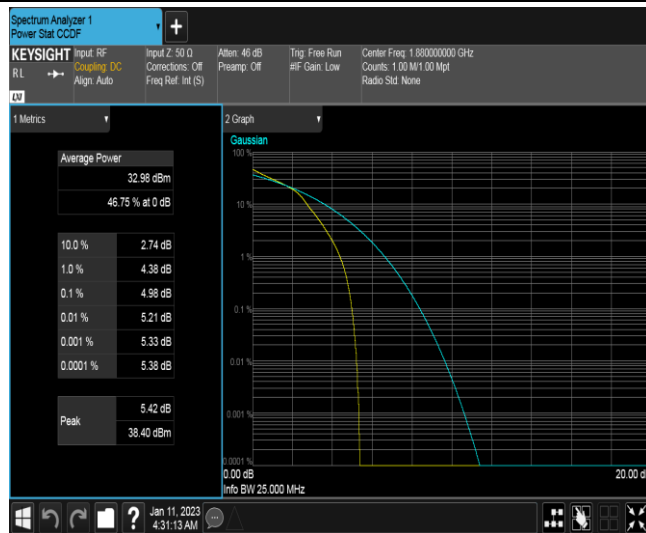 Spectrum Analyzer 1
Power Stat CCDF
+
KEYSIGHT
RL
LXI
Input: RF
Coupling: DC
Align: Auto
Input Z: 50 Ω
Corrections: Off
Freq Ref: Int (S)
Atten: 46 dB
Preamp: Off
Trig: Free Run
#IF Gain: Low
Center Freq: 1.880000000 GHz
Counts: 1.00 M/1.00 Mpt
Radio Std: None
1 Metrics
Average Power
32.98 dBm
46.75 % at 0 dB
10.0 % 2.74 dB
1.0 % 4.38 dB
0.1 % 4.98 dB
0.01 % 5.21 dB
0.001 % 5.33 dB
0.0001 % 5.38 dB
Peak
5.42 dB
38.40 dBm
2 Graph
Gaussian
100 %
10 %
1 %
0.1 %
0.01 %
0.001 %
0.0001 %
0.00 dB
20.00 d
Info BW 25.000 MHz
?
Jan 11, 2023
4:31:13 AM